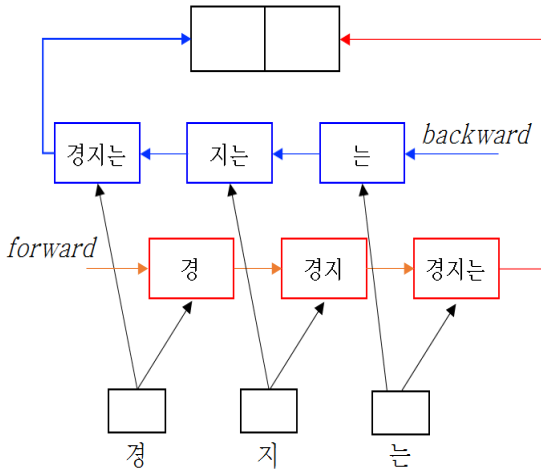 backward
경지는 지는 는
forward
경 경지 경지는
경 지 는